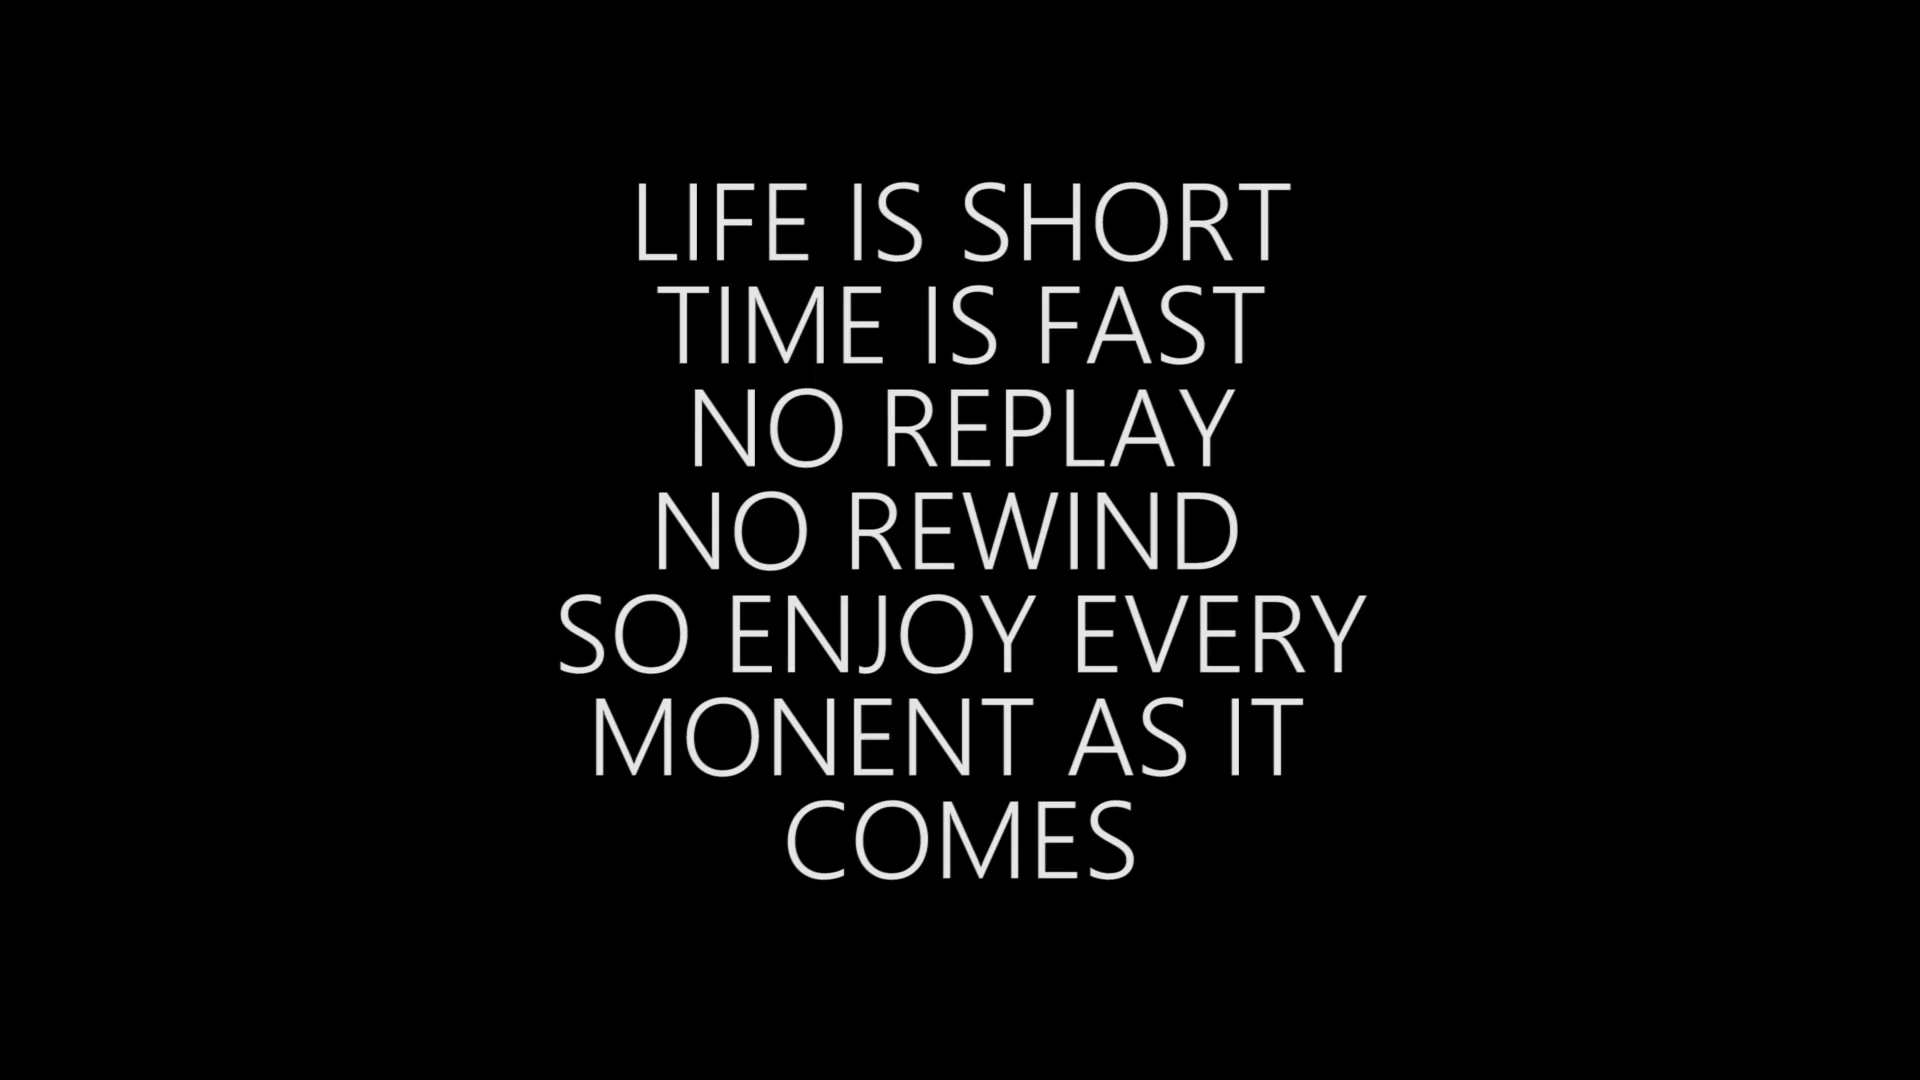 LIFE IS SHORT
TIME IS FAST
NO REPLAY
NO REWIND
SO ENJOY EVERY
MONENT AS IT
COMES